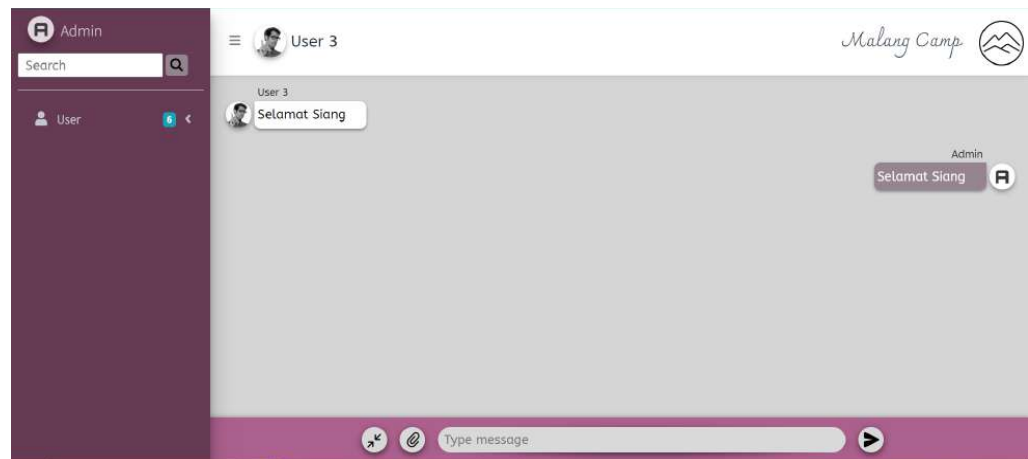 Admin
Search
User 6
User 3
Malang Camp
User 3
Selamat Siang
Admin
Selamat Siang
Type message